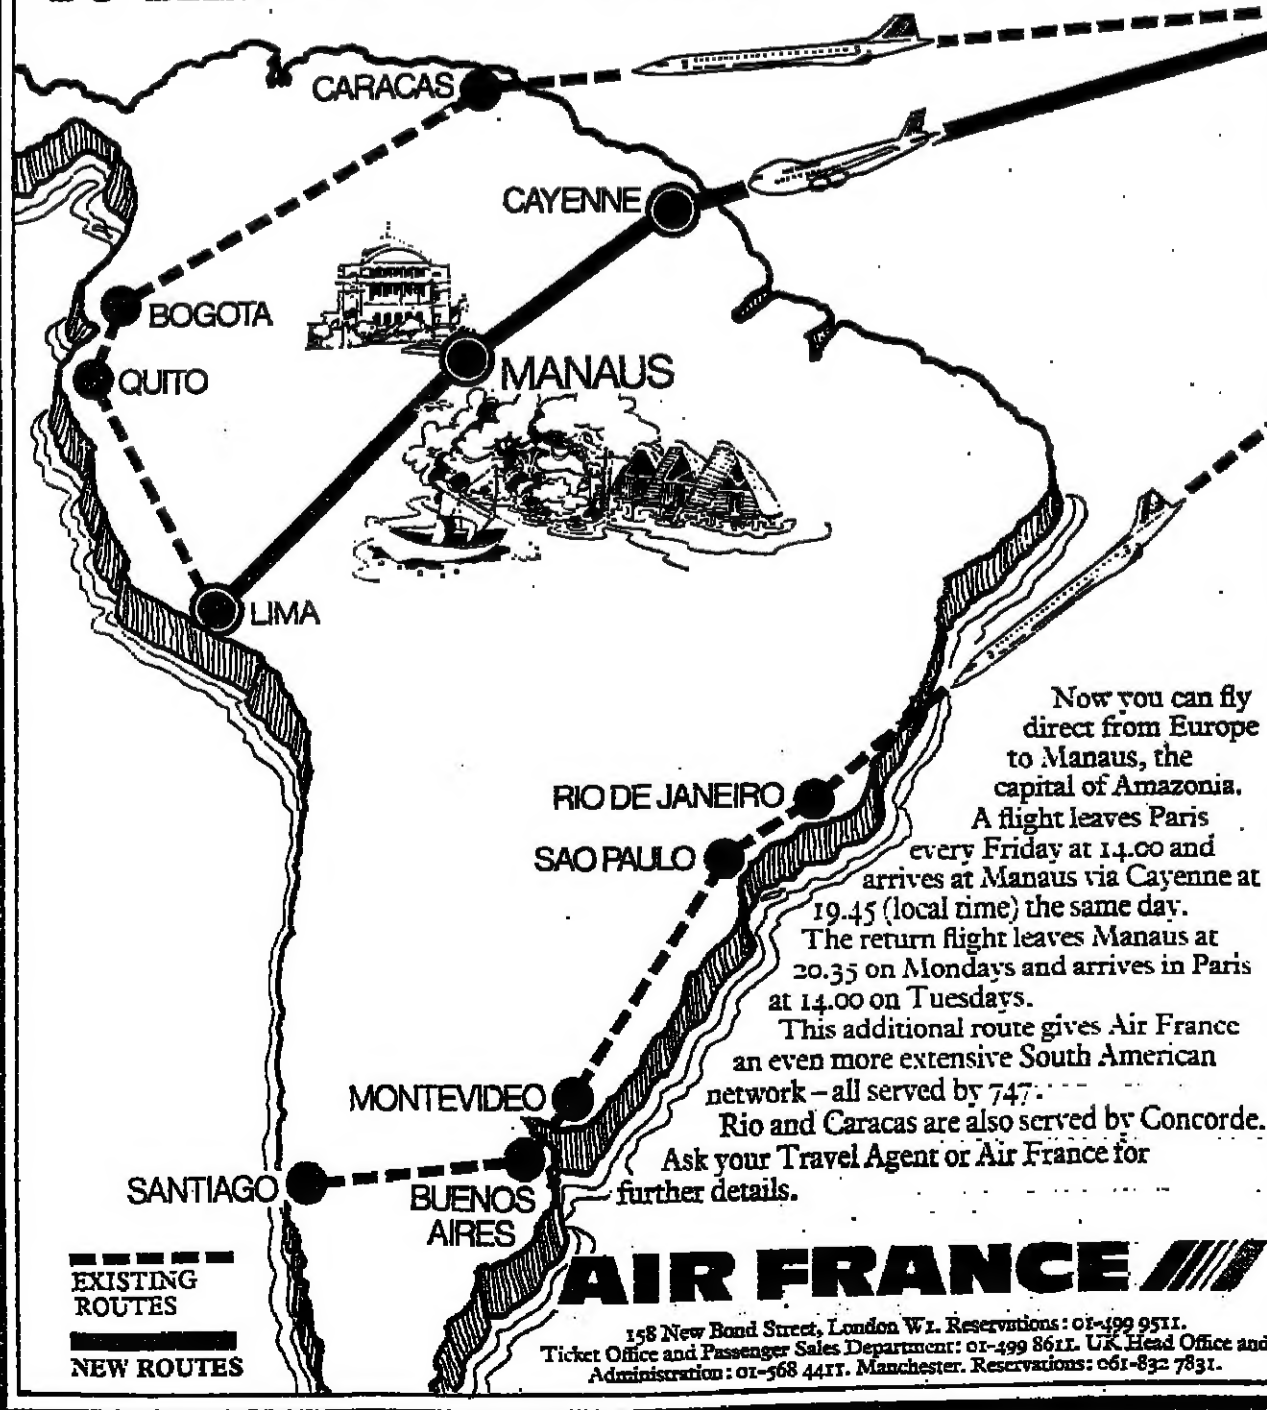 CARACAS
CAYENNE
BOGOTA
MANAUS
QUITO
LIMA
Now you can fly
direct from Europe
to Manaus, the
capital of Amazonia.
A flight leaves Paris
every Friday at 14.00 and
arrives at Manaus via Cayenne at
19.45 (local time) the same day.
The return flight leaves Manaus at
20.35 on Mondays and arrives in Paris
at 14.00 on Tuesdays.
This additional route gives Air France
an even more extensive South American
network – all served by 747.
Rio and Caracas are also served by Concorde.
Ask your Travel Agent or Air France for
further details.
RIO DE JANEIRO
SAO PAULO
MONTEVIDEO
SANTIAGO
BUENOS
AIRES
EXISTING
ROUTES
NEW ROUTES
AIR FRANCE
158 New Bond Street, London W1. Reservations: 01-499 9511.
Ticket Office and Passenger Sales Department: 01-499 8611. UK Head Office and
Administration: 01-568 4411. Manchester. Reservations: 061-832 7831.